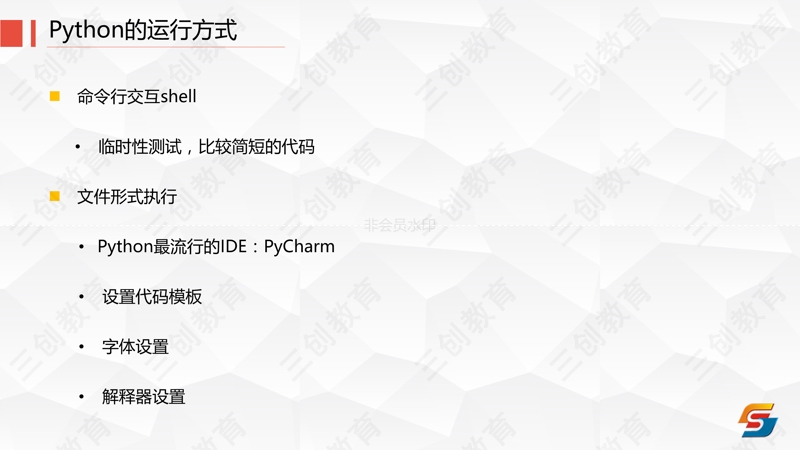 Python的运行方式
命令行交互shell
临时性测试，比较简短的代码
文件形式执行
非会员水印
Python最流行的IDE：PyCharm
设置代码模板
字体设置
解释器设置
三创教育